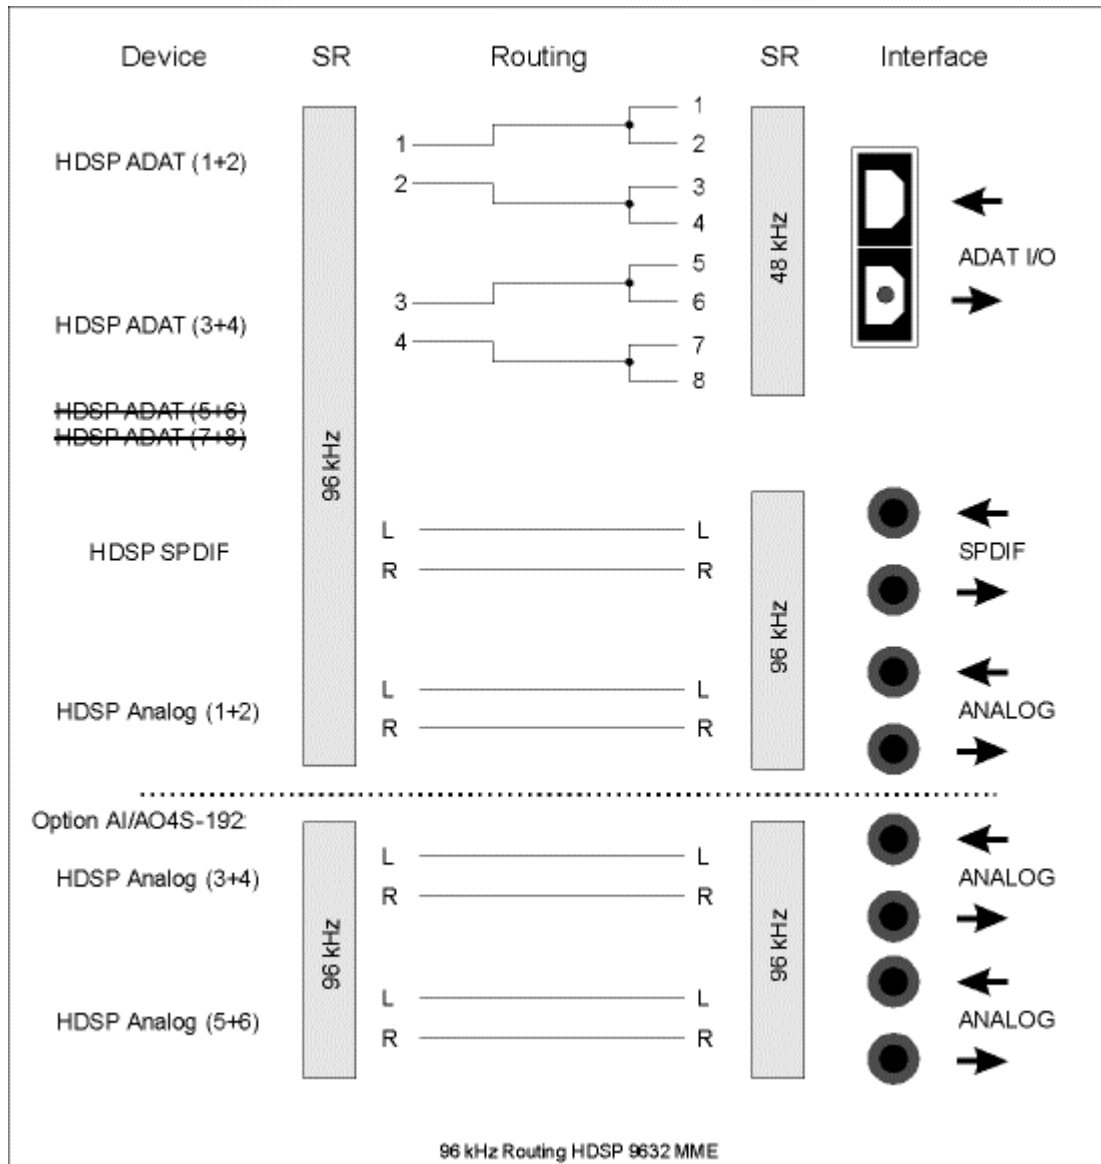 Device SR Routing SR Interface
1
1
2
HDSP ADAT (1+2)
2
3
4
ADAT I/O
48 kHz
5
3
6
HDSP ADAT (3+4)
4
7
8
HDSP ADAT (5+6)
HDSP ADAT (7+8)
96 kHz
L L
HDSP SPDIF
SPDIF
R R
96 kHz
L L
HDSP Analog (1+2)
ANALOG
R R
Option AI/AO4S-192:
L L
HDSP Analog (3+4)
ANALOG
R R
96 kHz
96 kHz
L L
HDSP Analog (5+6)
ANALOG
R R
96 kHz Routing HDSP 9632 MME